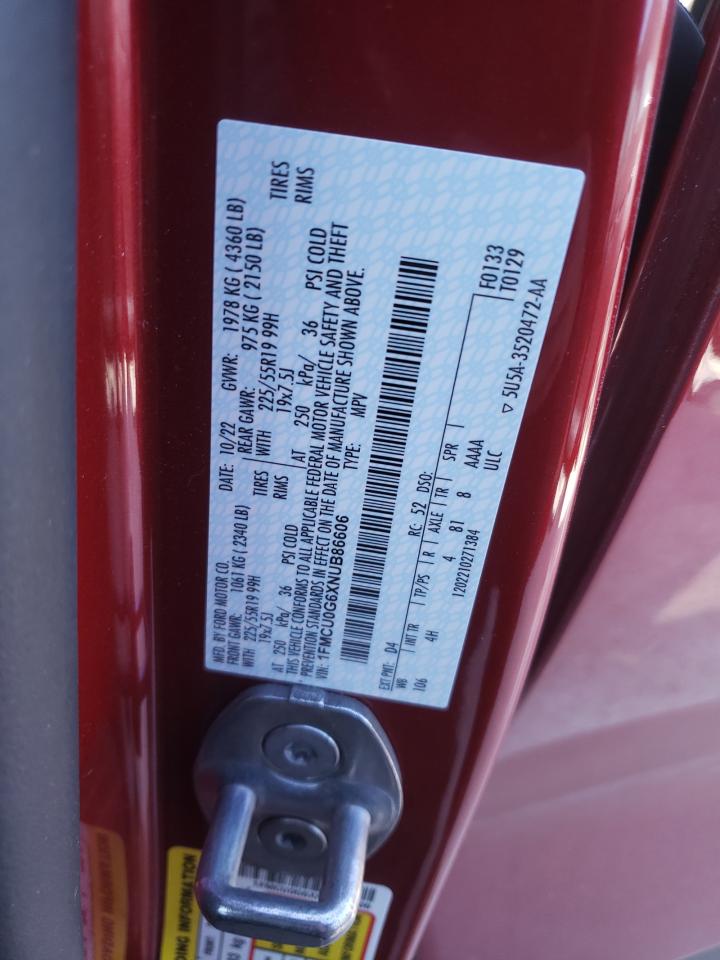 MFD. BY FORD MOTOR CO.
DATE: 10/22 GVWR: 1978 KG ( 4360 LB)
FRONT GAWR: 1061 KG ( 2340 LB) REAR GAWR: 975 KG ( 2150 LB)
WITH 225/55R19 99H TIRES WITH 225/55R19 99H TIRES
19x7.5J RIMS 19x7.5J RIMS
AT 250 kPa/ 36 PSI COLD AT 250 kPa/ 36 PSI COLD
THIS VEHICLE CONFORMS TO ALL APPLICABLE FEDERAL MOTOR VEHICLE SAFETY AND THEFT
PREVENTION STANDARDS IN EFFECT ON THE DATE OF MANUFACTURE SHOWN ABOVE.
VIN: 1FMCU0G6XNUB86606 TYPE: MPV
EXT PNT: D4 RC: 52 DSO: F0133
WB INT TR TP/PS R AXLE TR SPR T0129
106 4H 4 81 8 AAAA
ULC ▽ 5U5A-3520472-AA
1202210271384
DING INFORMATION